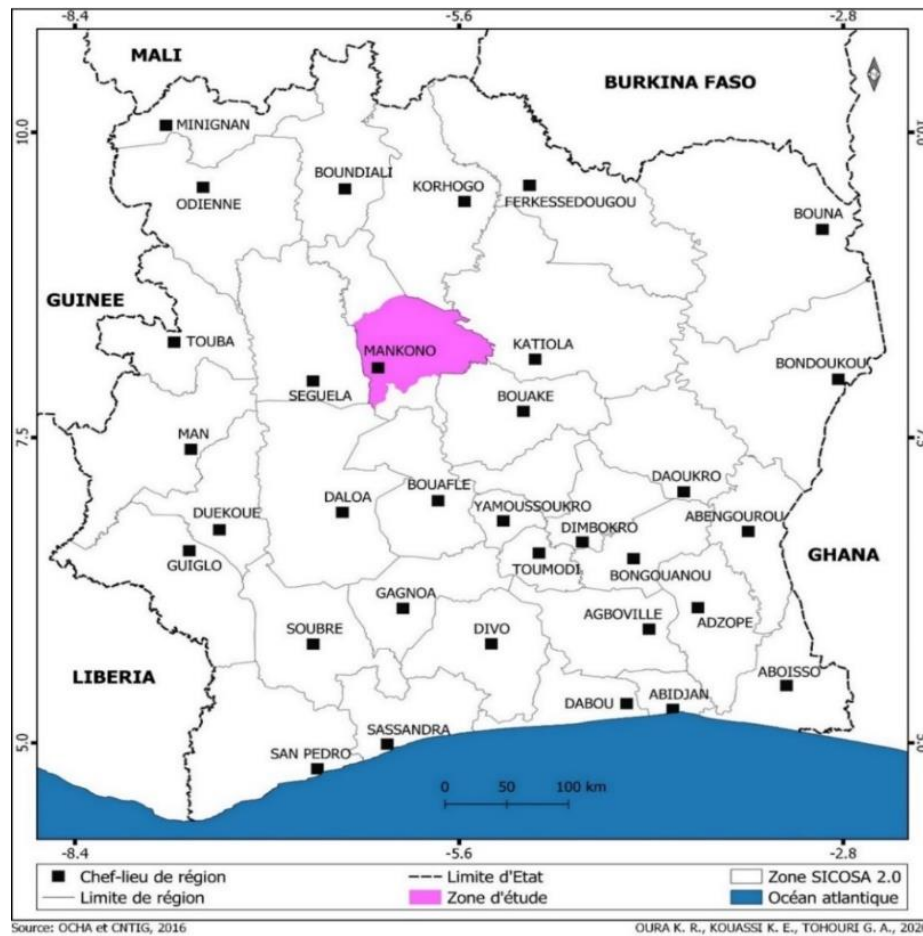 -8.4 -5.6 -2.8
MALI
BURKINA FASO
10.0
MINIGNAN
BOUNDIALI
KORHOGO
ODIENNE
FERKESSEDOUGOU
BOUNA
GUINEE
TOUBA
MANKONO
KATIOLA
BONDOUKOU
SEGUELA
BOUAKE
7.5
MAN
DAOUKRO
BOUAFLE
DALOA
YAMOUSSOUKRO
ABENGOUROU
DUEKOUE
DIMBOKRO
GHANA
GUIGLO
TOUMODI
BONGOUANOU
GAGNOA
ADZOPE
SOUBRE
DIVO
AGBOVILLE
LIBERIA
ABOISSO
DABOU
ABIDJAN
SASSANDRA
5.0
SAN PEDRO
0 50 100 km
-8.4 -5.6 -2.8
Chef-lieu de région
Limite d'Etat
Zone SICOSA 2.0
Limite de région
Zone d'étude
Océan atlantique
Source: OCHA et CNTIG, 2016
OURA K. R., KOUASSI K. E., TOHOURI G. A.,